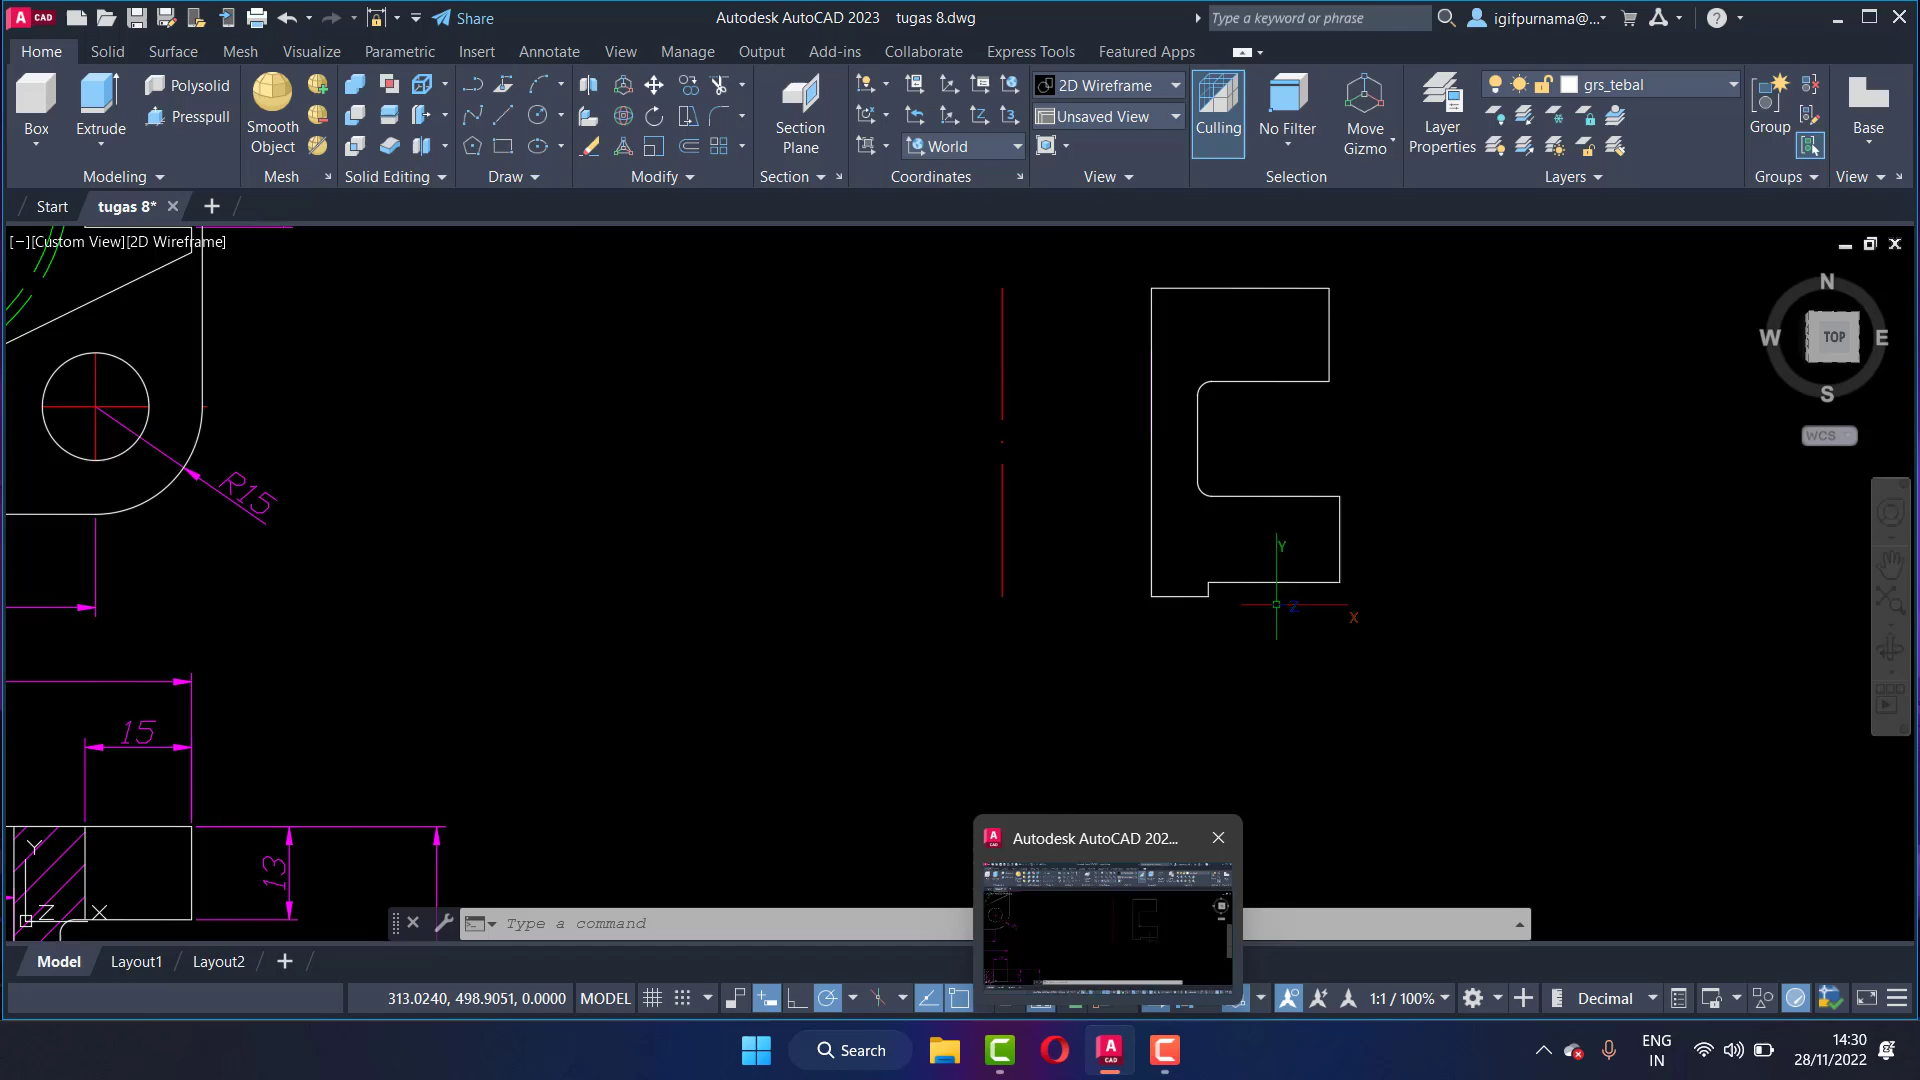 CAD
Share
Autodesk AutoCAD 2023
tugas 8.dwg
Type a keyword or phrase
igifpurnama@...
Home
Solid
Surface
Mesh
Visualize
Parametric
Insert
Annotate
View
Manage
Output
Add-ins
Collaborate
Express Tools
Featured Apps
Box
Extrude
Polysolid
Presspull
Smooth
Object
Section
Plane
World
2D Wireframe
Unsaved View
Culling
No Filter
Move
Gizmo
Layer
Properties
grs_tebal
Group
Base
Modeling
Mesh
Solid Editing
Draw
Modify
Section
Coordinates
View
Selection
Layers
Groups
View
Start
tugas 8*
[−][Custom View][2D Wireframe]
N
W
TOP
E
S
WCS
R15
Y
Z
X
15
13
Y
Z
X
Autodesk AutoCAD 202...
Type a command
Model
Layout1
Layout2
313.0240, 498.9051, 0.0000
MODEL
1:1 / 100%
Decimal
Search
ENG
IN
14:30
28/11/2022